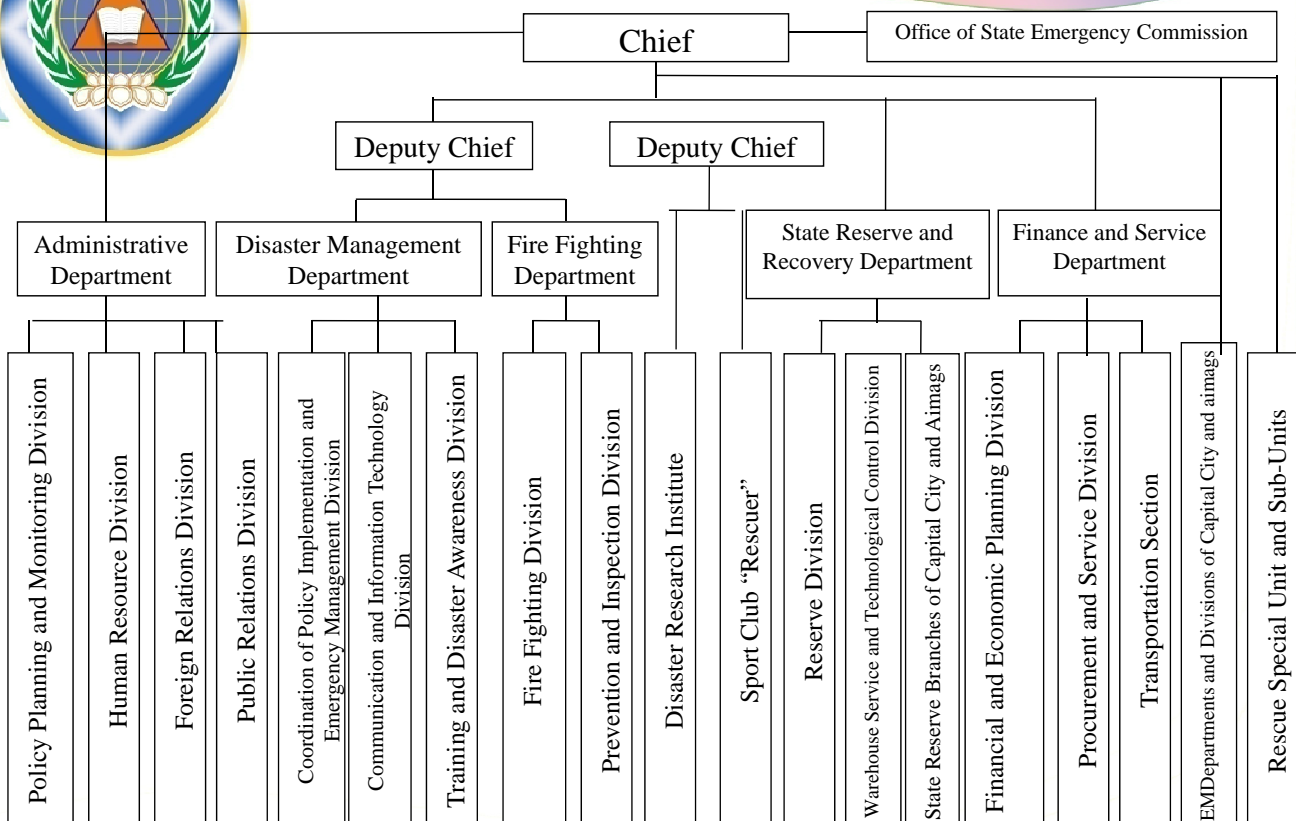 Chief
Office of State Emergency Commission
Deputy Chief
Deputy Chief
Administrative
Department
Disaster Management
Department
Fire Fighting
Department
State Reserve and
Recovery Department
Finance and Service
Department
Policy Planning and Monitoring Division
Human Resource Division
Foreign Relations Division
Public Relations Division
Coordination of Policy Implementation and
Emergency Management Division
Communication and Information Technology
Division
Training and Disaster Awareness Division
Fire Fighting Division
Prevention and Inspection Division
Disaster Research Institute
Sport Club “Rescuer”
Reserve Division
Warehouse Service and Technological Control Division
State Reserve Branches of Capital City and Aimags
Financial and Economic Planning Division
Procurement and Service Division
Transportation Section
EMDepartments and Divisions of Capital City and aimags
Rescue Special Unit and Sub-Units